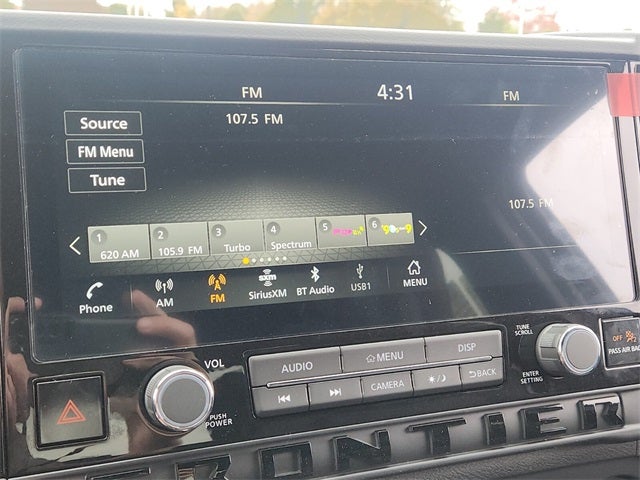 FM 4:31 FM
107.5 FM
Source
FM Menu
Tune
107.5 FM
1 620 AM
2 105.9 FM
3 Turbo
4 Spectrum
5
6
Phone
AM
FM
sxm
SiriusXM
BT Audio
USB1
MENU
VOL
PUSH
POWER
AUDIO
MENU
DISP
CAMERA
BACK
TUNE
SCROLL
ENTER
SETTING
OFF
PASS AIR BAG
FRONTIER